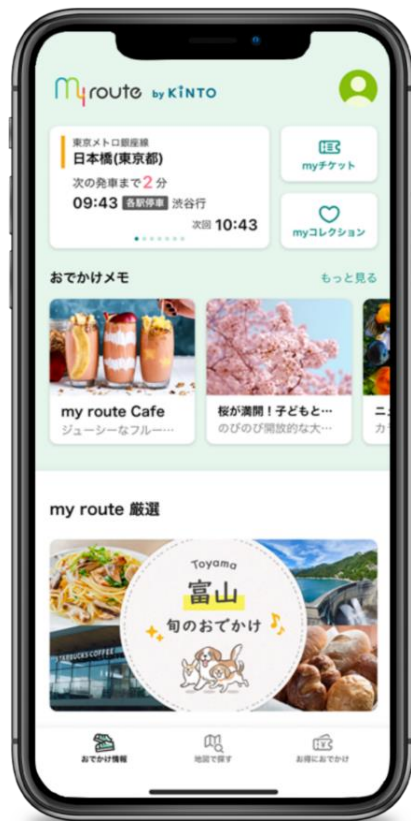 my route by KINTO
東京メトロ銀座線
日本橋(東京都)
次の発車まで2分
09:43 各駅停車 渋谷行
次回 10:43
myチケット
myコレクション
おでかけメモ
もっと見る
my route Cafe
ジューシーなフルー…
桜が満開！子どもと…
のびのび開放的な大…
ニュ
カラ
my route 厳選
Toyama
富山
旬のおでかけ
STARBUCKS COFFEE
おでかけ情報
地図で探す
お得におでかけ